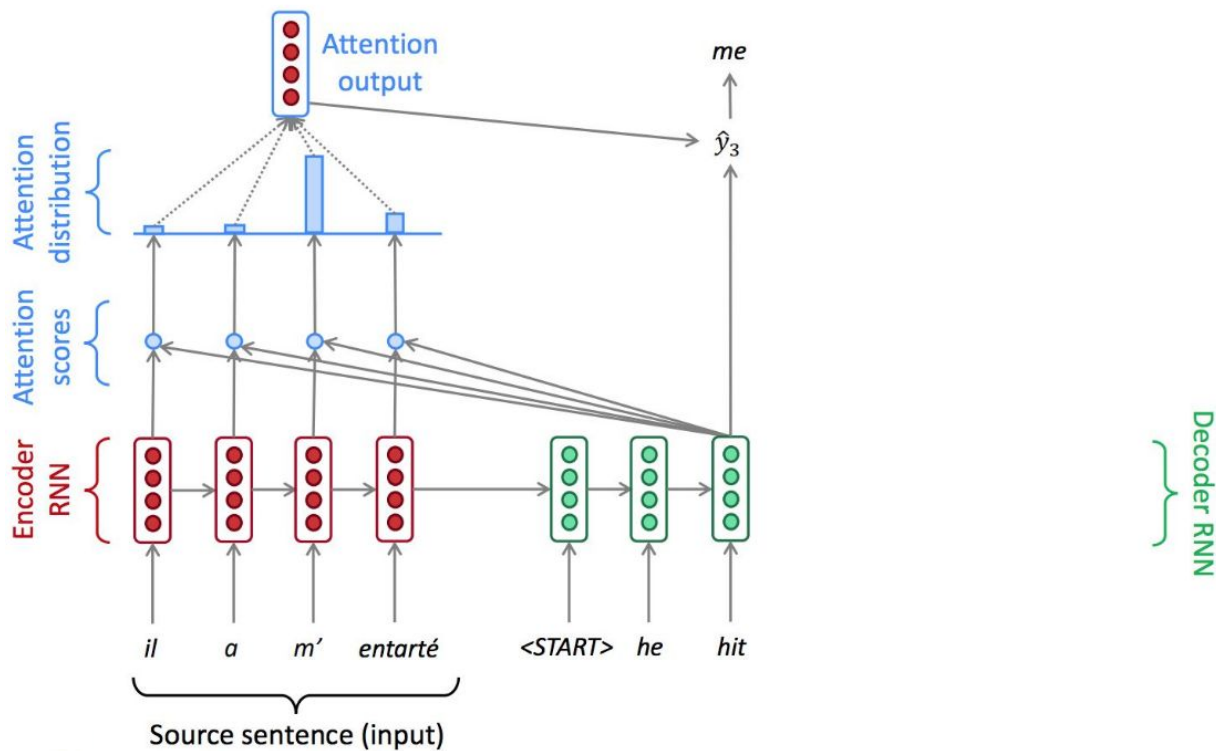 Attention
output
me
ŷ₃
Attention
distribution
Attention
scores
Encoder
RNN
Decoder RNN
il a m’ entarté <START> he hit
Source sentence (input)